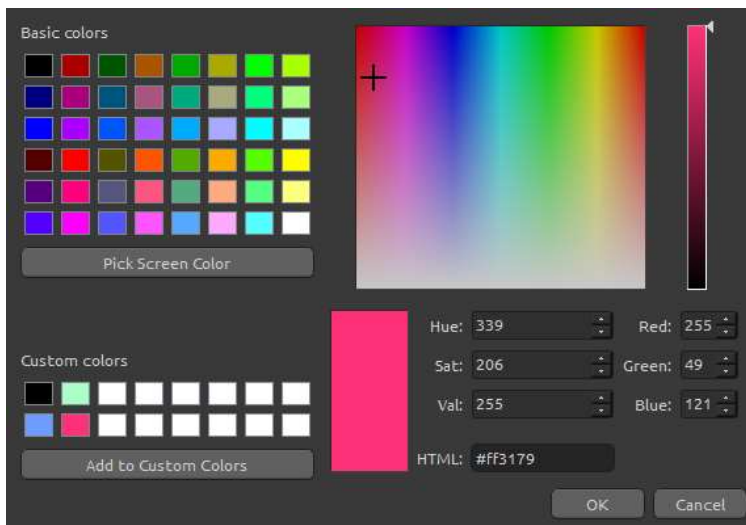 Basic colors
Pick Screen Color
Hue: 339 Red: 255
Sat: 206 Green: 49
Val: 255 Blue: 121
Custom colors
HTML: #ff3179
Add to Custom Colors
OK Cancel